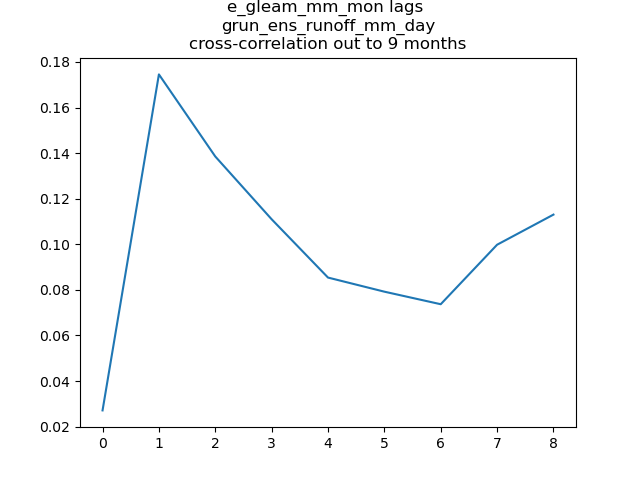 e_gleam_mm_mon lags
grun_ens_runoff_mm_day
cross-correlation out to 9 months
0.18
0.16
0.14
0.12
0.10
0.08
0.06
0.04
0.02
0 1 2 3 4 5 6 7 8